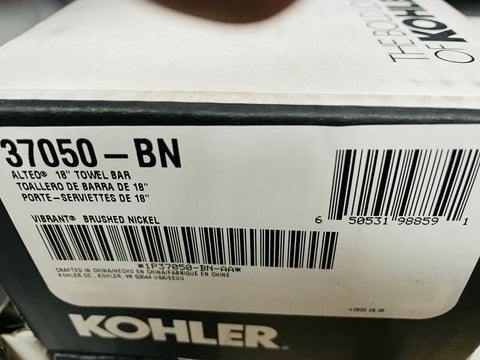 THE BOLD LOOK
OF KOHLER
37050-BN
ALTEO® 18" TOWEL BAR
TOALLERO DE BARRA DE 18"
PORTE-SERVIETTES DE 18"
VIBRANT® BRUSHED NICKEL
6 50531 98859 1
*1P37050-BN-AA*
CRAFTED IN CHINA/HECHO EN CHINA/FABRIQUÉ EN CHINE
KOHLER CO., KOHLER, WI 53044 USA/EEUU
KOHLER.